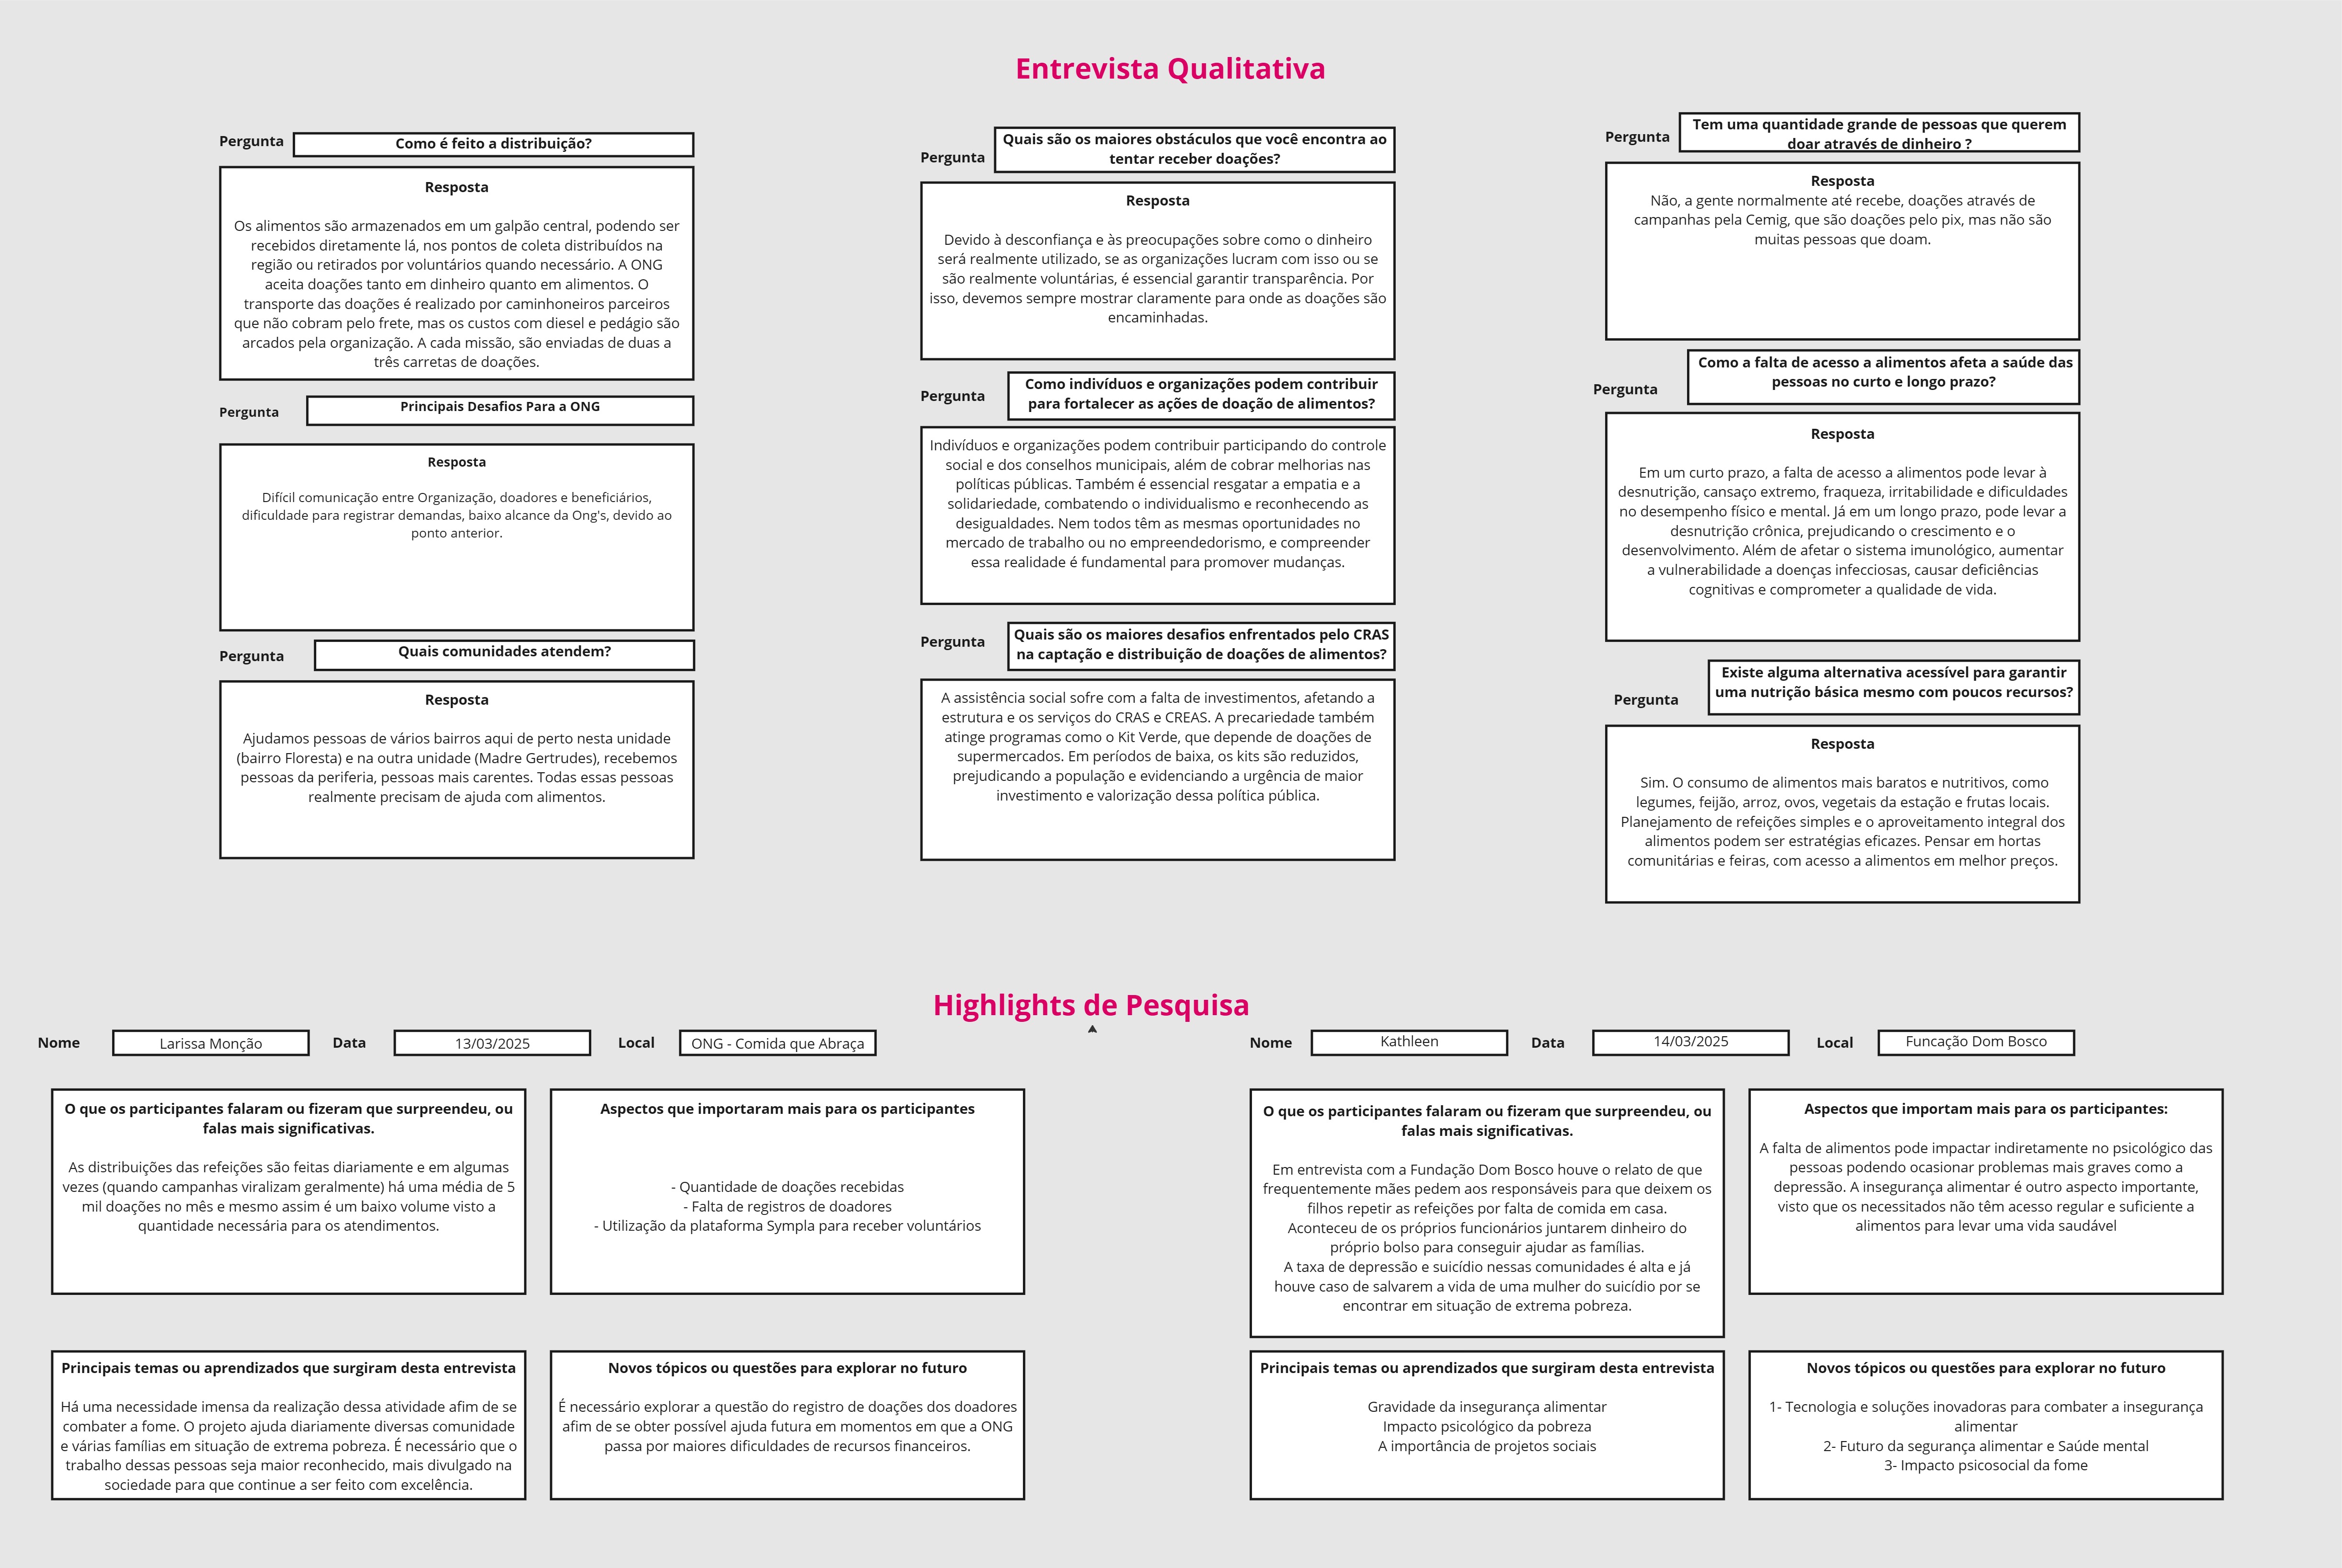 Entrevista Qualitativa
Pergunta
Como é feito a distribuição?
Resposta
Os alimentos são armazenados em um galpão central, podendo ser
recebidos diretamente lá, nos pontos de coleta distribuídos na
região ou retirados por voluntários quando necessário. A ONG
aceita doações tanto em dinheiro quanto em alimentos. O
transporte das doações é realizado por caminhoneiros parceiros
que não cobram pelo frete, mas os custos com diesel e pedágio são
arcados pela organização. A cada missão, são enviadas de duas a
três carretas de doações.
Pergunta
Principais Desafios Para a ONG
Resposta
Difícil comunicação entre Organização, doadores e beneficiários,
dificuldade para registrar demandas, baixo alcance da Ong's, devido ao
ponto anterior.
Pergunta
Quais comunidades atendem?
Resposta
Ajudamos pessoas de vários bairros aqui de perto nesta unidade
(bairro Floresta) e na outra unidade (Madre Gertrudes), recebemos
pessoas da periferia, pessoas mais carentes. Todas essas pessoas
realmente precisam de ajuda com alimentos.
Pergunta
Quais são os maiores obstáculos que você encontra ao
tentar receber doações?
Resposta
Devido à desconfiança e às preocupações sobre como o dinheiro
será realmente utilizado, se as organizações lucram com isso ou se
são realmente voluntárias, é essencial garantir transparência. Por
isso, devemos sempre mostrar claramente para onde as doações são
encaminhadas.
Pergunta
Como indivíduos e organizações podem contribuir
para fortalecer as ações de doação de alimentos?
Indivíduos e organizações podem contribuir participando do controle
social e dos conselhos municipais, além de cobrar melhorias nas
políticas públicas. Também é essencial resgatar a empatia e a
solidariedade, combatendo o individualismo e reconhecendo as
desigualdades. Nem todos têm as mesmas oportunidades no
mercado de trabalho ou no empreendedorismo, e compreender
essa realidade é fundamental para promover mudanças.
Pergunta
Quais são os maiores desafios enfrentados pelo CRAS
na captação e distribuição de doações de alimentos?
A assistência social sofre com a falta de investimentos, afetando a
estrutura e os serviços do CRAS e CREAS. A precariedade também
atinge programas como o Kit Verde, que depende de doações de
supermercados. Em períodos de baixa, os kits são reduzidos,
prejudicando a população e evidenciando a urgência de maior
investimento e valorização dessa política pública.
Pergunta
Tem uma quantidade grande de pessoas que querem
doar através de dinheiro ?
Resposta
Não, a gente normalmente até recebe, doações através de
campanhas pela Cemig, que são doações pelo pix, mas não são
muitas pessoas que doam.
Pergunta
Como a falta de acesso a alimentos afeta a saúde das
pessoas no curto e longo prazo?
Resposta
Em um curto prazo, a falta de acesso a alimentos pode levar à
desnutrição, cansaço extremo, fraqueza, irritabilidade e dificuldades
no desempenho físico e mental. Já em um longo prazo, pode levar a
desnutrição crônica, prejudicando o crescimento e o
desenvolvimento. Além de afetar o sistema imunológico, aumentar
a vulnerabilidade a doenças infecciosas, causar deficiências
cognitivas e comprometer a qualidade de vida.
Pergunta
Existe alguma alternativa acessível para garantir
uma nutrição básica mesmo com poucos recursos?
Resposta
Sim. O consumo de alimentos mais baratos e nutritivos, como
legumes, feijão, arroz, ovos, vegetais da estação e frutas locais.
Planejamento de refeições simples e o aproveitamento integral dos
alimentos podem ser estratégias eficazes. Pensar em hortas
comunitárias e feiras, com acesso a alimentos em melhor preços.
Highlights de Pesquisa
Nome
Larissa Monção
Data
13/03/2025
Local
ONG - Comida que Abraça
O que os participantes falaram ou fizeram que surpreendeu, ou
falas mais significativas.
As distribuições das refeições são feitas diariamente e em algumas
vezes (quando campanhas viralizam geralmente) há uma média de 5
mil doações no mês e mesmo assim é um baixo volume visto a
quantidade necessária para os atendimentos.
Aspectos que importaram mais para os participantes
- Quantidade de doações recebidas
- Falta de registros de doadores
- Utilização da plataforma Sympla para receber voluntários
Principais temas ou aprendizados que surgiram desta entrevista
Há uma necessidade imensa da realização dessa atividade afim de se
combater a fome. O projeto ajuda diariamente diversas comunidade
e várias famílias em situação de extrema pobreza. É necessário que o
trabalho dessas pessoas seja maior reconhecido, mais divulgado na
sociedade para que continue a ser feito com excelência.
Novos tópicos ou questões para explorar no futuro
É necessário explorar a questão do registro de doações dos doadores
afim de se obter possível ajuda futura em momentos em que a ONG
passa por maiores dificuldades de recursos financeiros.
Nome
Kathleen
Data
14/03/2025
Local
Funcação Dom Bosco
O que os participantes falaram ou fizeram que surpreendeu, ou
falas mais significativas.
Em entrevista com a Fundação Dom Bosco houve o relato de que
frequentemente mães pedem aos responsáveis para que deixem os
filhos repetir as refeições por falta de comida em casa.
Aconteceu de os próprios funcionários juntarem dinheiro do
próprio bolso para conseguir ajudar as famílias.
A taxa de depressão e suicídio nessas comunidades é alta e já
houve caso de salvarem a vida de uma mulher do suicídio por se
encontrar em situação de extrema pobreza.
Aspectos que importam mais para os participantes:
A falta de alimentos pode impactar indiretamente no psicológico das
pessoas podendo ocasionar problemas mais graves como a
depressão. A insegurança alimentar é outro aspecto importante,
visto que os necessitados não têm acesso regular e suficiente a
alimentos para levar uma vida saudável
Principais temas ou aprendizados que surgiram desta entrevista
Gravidade da insegurança alimentar
Impacto psicológico da pobreza
A importância de projetos sociais
Novos tópicos ou questões para explorar no futuro
1- Tecnologia e soluções inovadoras para combater a insegurança
alimentar
2- Futuro da segurança alimentar e Saúde mental
3- Impacto psicosocial da fome